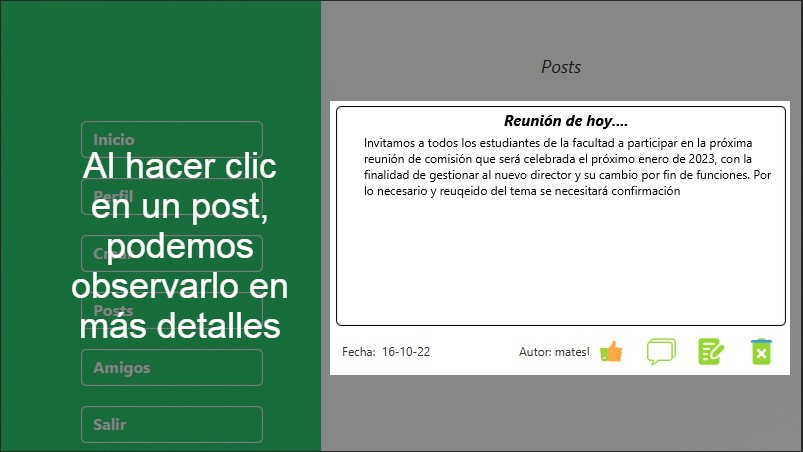 Posts
Inicio
Perfil
Crear
Posts
Amigos
Salir
Al hacer clic
en un post,
podemos
observarlo en
más detalles
Reunión de hoy....
Invitamos a todos los estudiantes de la facultad a participar en la próxima
reunión de comisión que será celebrada el próximo enero de 2023, con la
finalidad de gestionar al nuevo director y su cambio por fin de funciones. Por
lo necesario y reuqeido del tema se necesitará confirmación
Fecha: 16-10-22
Autor: matesl